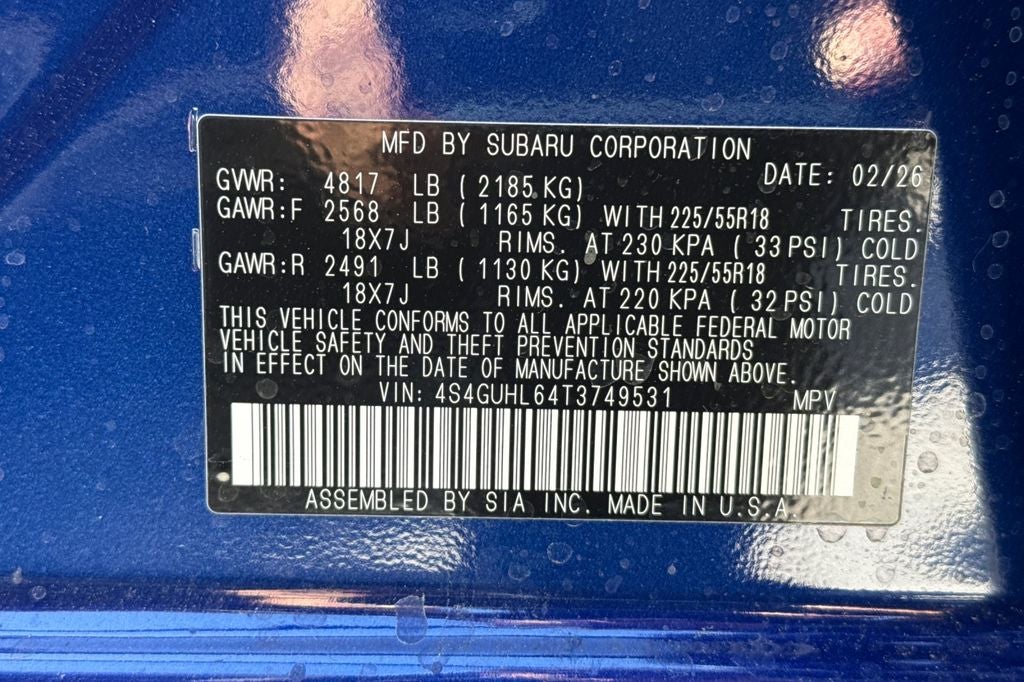 MFD BY SUBARU CORPORATION
DATE: 02/26
GVWR: 4817 LB ( 2185 KG)
GAWR:F 2568 LB ( 1165 KG) WITH 225/55R18 TIRES.
18X7J RIMS. AT 230 KPA ( 33 PSI) COLD
GAWR:R 2491 LB ( 1130 KG) WITH 225/55R18 TIRES.
18X7J RIMS. AT 220 KPA ( 32 PSI) COLD
THIS VEHICLE CONFORMS TO ALL APPLICABLE FEDERAL MOTOR
VEHICLE SAFETY AND THEFT PREVENTION STANDARDS
IN EFFECT ON THE DATE OF MANUFACTURE SHOWN ABOVE.
VIN: 4S4GUHL64T3749531 MPV
ASSEMBLED BY SIA INC. MADE IN U.S.A.